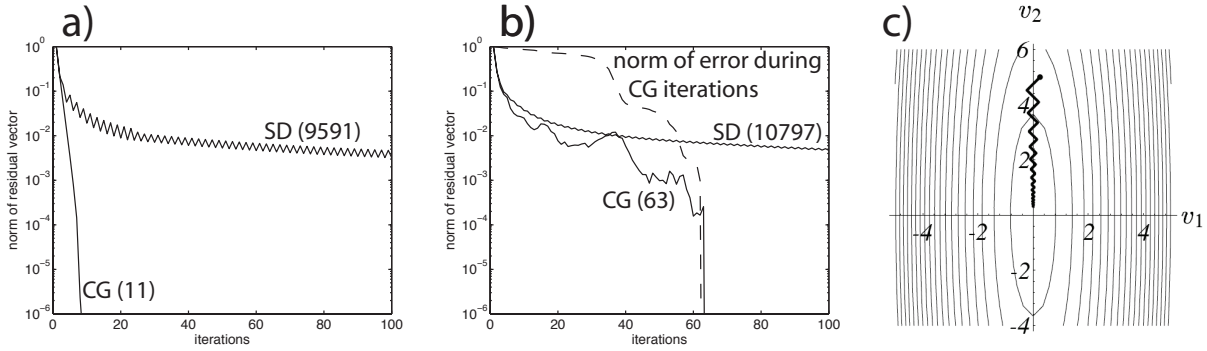 a)
norm of residual vector
10^0
10^-1
10^-2
10^-3
10^-4
10^-5
10^-6
SD (9591)
CG (11)
0 20 40 60 80 100
iterations
b)
norm of residual vector
10^0
10^-1
10^-2
10^-3
10^-4
10^-5
10^-6
norm of error during
CG iterations
SD (10797)
CG (63)
0 20 40 60 80 100
iterations
c)
v2
6
4
2
-4 -2 2 4 v1
-2
-4